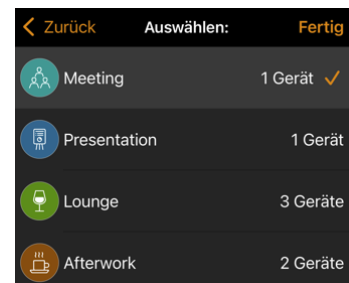 Zurück Auswählen: Fertig
Meeting 1 Gerät
Presentation 1 Gerät
Lounge 3 Geräte
Afterwork 2 Geräte